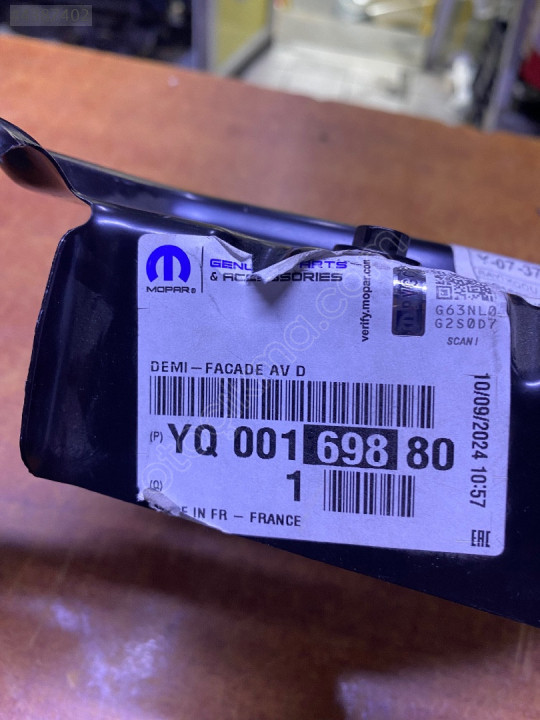 MOPAR®
& ACCESSORIES
verify.mopar.com
G63NL0
G2S0D7
SCAN!
DEMI-FACADE AV D
(P) YQ 001 698 80
(Q) 1
IN FR - FRANCE
10/09/2024 10:57
EAC